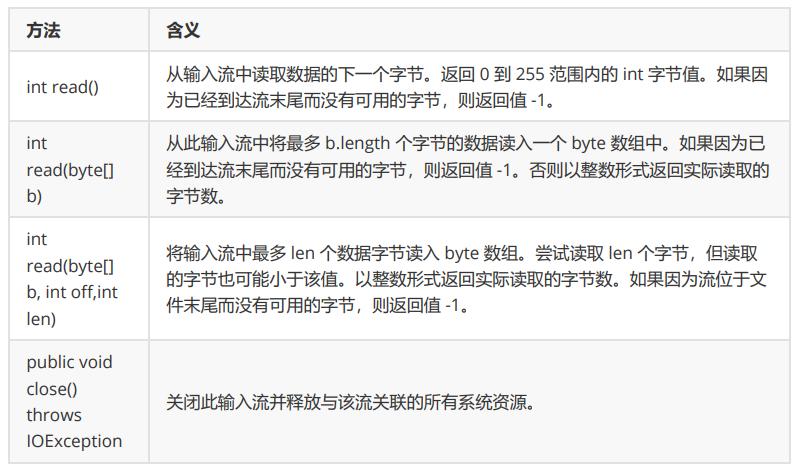 方法 含义
int read()
从输入流中读取数据的下一个字节。返回 0 到 255 范围内的 int 字节值。如果因
为已经到达流末尾而没有可用的字节，则返回值 -1。
int
read(byte[]
b)
从此输入流中将最多 b.length 个字节的数据读入一个 byte 数组中。如果因为已
经到达流末尾而没有可用的字节，则返回值 -1。否则以整数形式返回实际读取的
字节数。
int
read(byte[]
b, int off,int
len)
将输入流中最多 len 个数据字节读入 byte 数组。尝试读取 len 个字节，但读取
的字节也可能小于该值。以整数形式返回实际读取的字节数。如果因为流位于文
件末尾而没有可用的字节，则返回值 -1。
public void
close()
throws
IOException
关闭此输入流并释放与该流关联的所有系统资源。